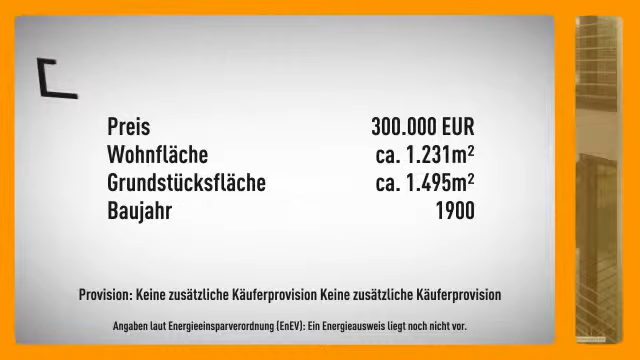 Preis 300.000 EUR
Wohnfläche ca. 1.231m²
Grundstücksfläche ca. 1.495m²
Baujahr 1900
Provision: Keine zusätzliche Käuferprovision Keine zusätzliche Käuferprovision
Angaben laut Energieeinsparverordnung (EnEV): Ein Energieausweis liegt noch nicht vor.